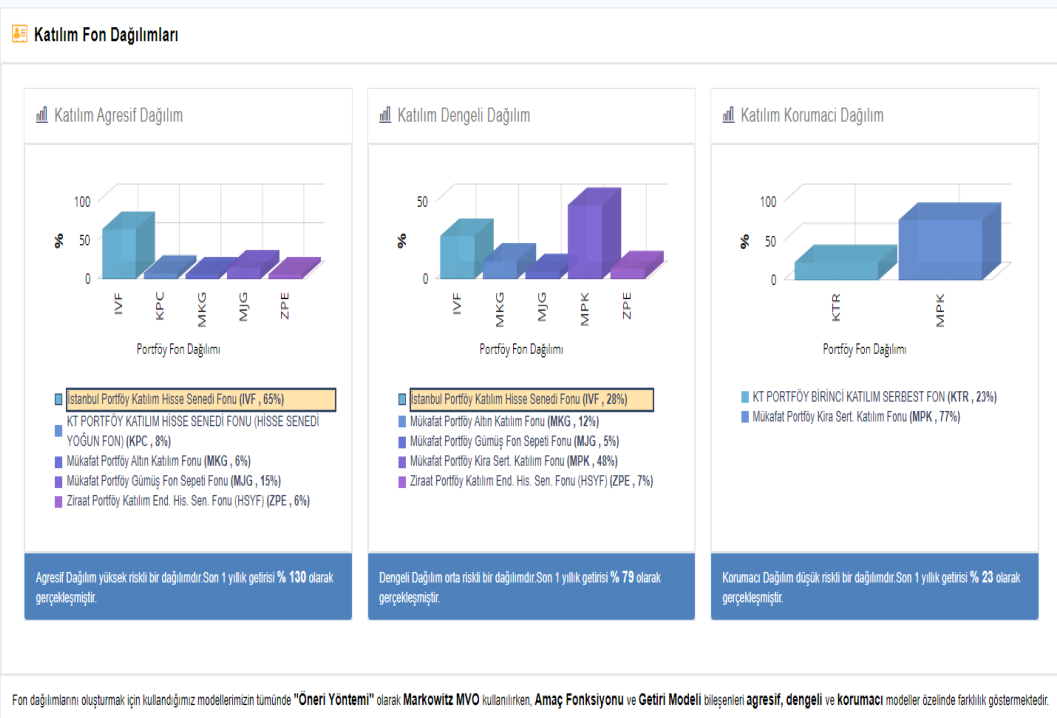 Katılım Fon Dağılımları
Katılım Agresif Dağılım
100
50
0
%
IVF
KPC
MKG
MJG
ZPE
Portföy Fon Dağılımı
İstanbul Portföy Katılım Hisse Senedi Fonu (IVF , 65%)
KT PORTFÖY KATILIM HİSSE SENEDİ FONU (HİSSE SENEDİ
YOĞUN FON) (KPC , 8%)
Mükafat Portföy Altın Katılım Fonu (MKG , 6%)
Mükafat Portföy Gümüş Fon Sepeti Fonu (MJG , 15%)
Ziraat Portföy Katılım End. His. Sen. Fonu (HSYF) (ZPE , 6%)
Agresif Dağılım yüksek riskli bir dağılımdır.Son 1 yıllık getirisi % 130 olarak
gerçekleşmiştir.
Katılım Dengeli Dağılım
50
0
%
IVF
MKG
MJG
MPK
ZPE
Portföy Fon Dağılımı
İstanbul Portföy Katılım Hisse Senedi Fonu (IVF , 28%)
Mükafat Portföy Altın Katılım Fonu (MKG , 12%)
Mükafat Portföy Gümüş Fon Sepeti Fonu (MJG , 5%)
Mükafat Portföy Kira Sert. Katılım Fonu (MPK , 48%)
Ziraat Portföy Katılım End. His. Sen. Fonu (HSYF) (ZPE , 7%)
Dengeli Dağılım orta riskli bir dağılımdır.Son 1 yıllık getirisi % 79 olarak
gerçekleşmiştir.
Katılım Korumaci Dağılım
100
50
0
%
KTR
MPK
Portföy Fon Dağılımı
KT PORTFÖY BİRİNCİ KATILIM SERBEST FON (KTR , 23%)
Mükafat Portföy Kira Sert. Katılım Fonu (MPK , 77%)
Korumacı Dağılım düşük riskli bir dağılımdır.Son 1 yıllık getirisi % 23 olarak
gerçekleşmiştir.
Fon dağılımlarını oluşturmak için kullandığımız modellerimizin tümünde "Öneri Yöntemi" olarak Markowitz MVO kullanılırken, Amaç Fonksiyonu ve Getiri Modeli bileşenleri agresif, dengeli ve korumacı modeller özelinde farklılık göstermektedir.